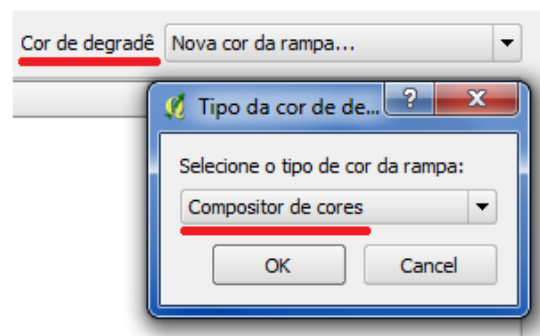 Cor de degradê Nova cor da rampa...
Tipo da cor de de...
Selecione o tipo de cor da rampa:
Compositor de cores
OK Cancel